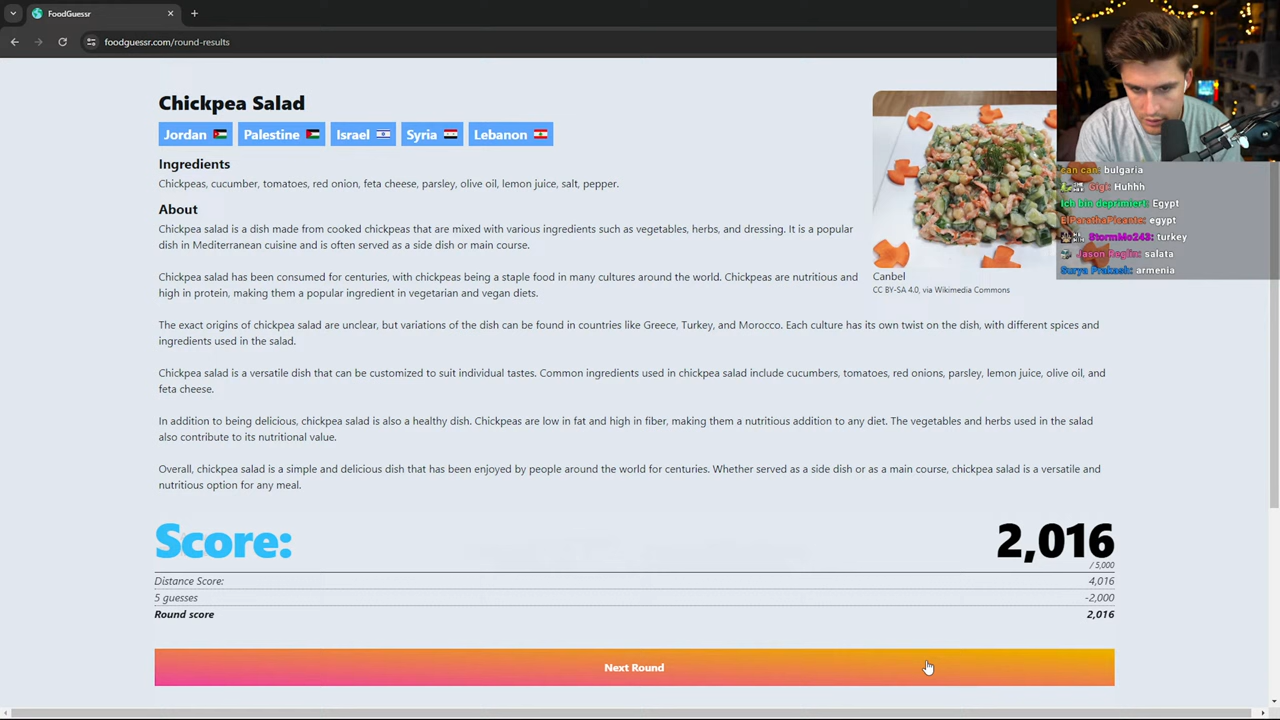 FoodGuessr
foodguessr.com/round-results
Chickpea Salad
Jordan
Palestine
Israel
Syria
Lebanon
Ingredients
Chickpeas, cucumber, tomatoes, red onion, feta cheese, parsley, olive oil, lemon juice, salt, pepper.
About
Chickpea salad is a dish made from cooked chickpeas that are mixed with various ingredients such as vegetables, herbs, and dressing. It is a popular
dish in Mediterranean cuisine and is often served as a side dish or main course.
Chickpea salad has been consumed for centuries, with chickpeas being a staple food in many cultures around the world. Chickpeas are nutritious and
high in protein, making them a popular ingredient in vegetarian and vegan diets.
The exact origins of chickpea salad are unclear, but variations of the dish can be found in countries like Greece, Turkey, and Morocco. Each culture has its own twist on the dish, with different spices and
ingredients used in the salad.
Chickpea salad is a versatile dish that can be customized to suit individual tastes. Common ingredients used in chickpea salad include cucumbers, tomatoes, red onions, parsley, lemon juice, olive oil, and
feta cheese.
In addition to being delicious, chickpea salad is also a healthy dish. Chickpeas are low in fat and high in fiber, making them a nutritious addition to any diet. The vegetables and herbs used in the salad
also contribute to its nutritional value.
Overall, chickpea salad is a simple and delicious dish that has been enjoyed by people around the world for centuries. Whether served as a side dish or as a main course, chickpea salad is a versatile and
nutritious option for any meal.
Canbel
CC BY-SA 4.0, via Wikimedia Commons
can can: bulgaria
Gigi: Huhhh
Ich bin deprimiert: Egypt
ElParathaPicante: egypt
StormMo243: turkey
Jason Reglin: salata
Surya Prakash: armenia
Score:
2,016
/ 5,000
Distance Score: 4,016
5 guesses -2,000
Round score 2,016
Next Round